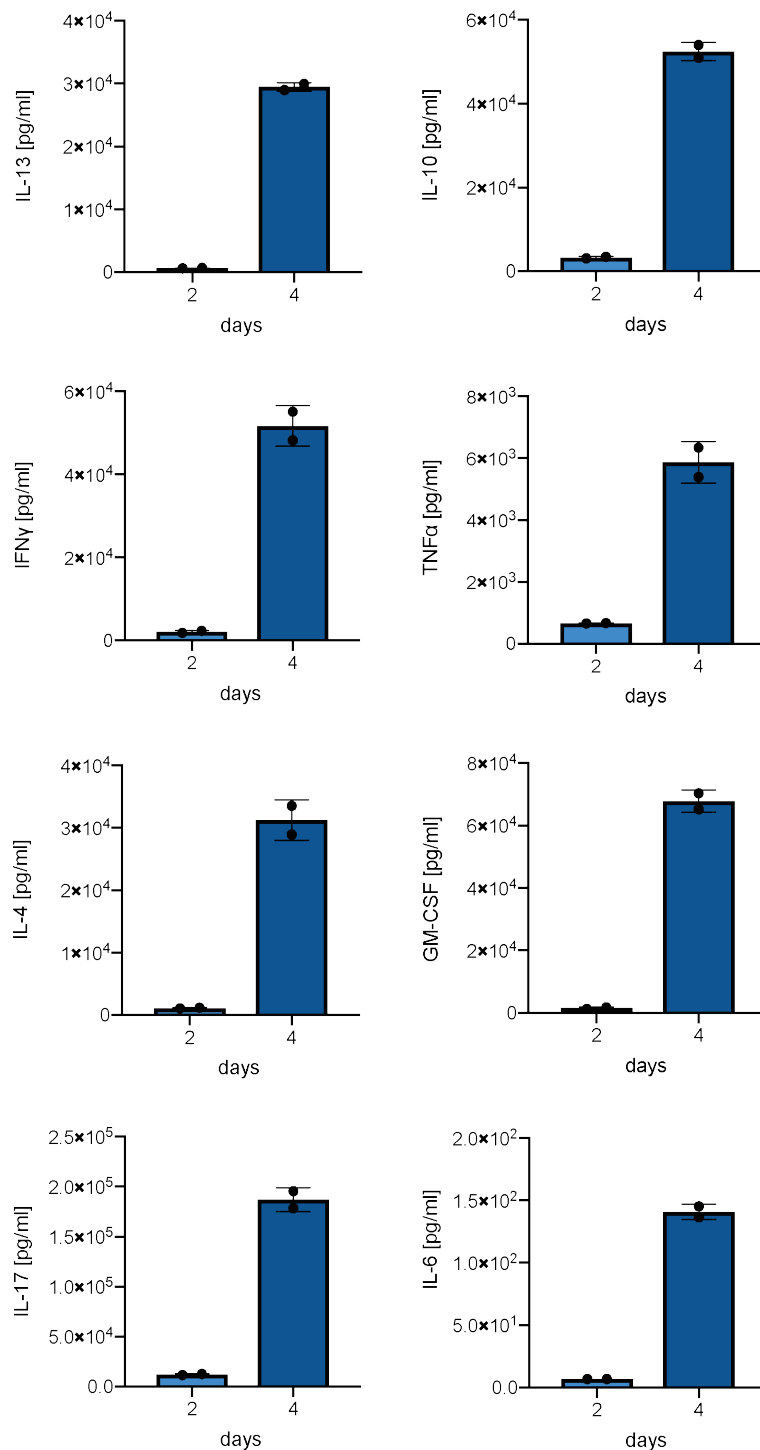 IL-13 [pg/ml]
4×10⁴
3×10⁴
2×10⁴
1×10⁴
0
2 4
days
IL-10 [pg/ml]
6×10⁴
4×10⁴
2×10⁴
0
2 4
days
IFNγ [pg/ml]
6×10⁴
4×10⁴
2×10⁴
0
2 4
days
TNFα [pg/ml]
8×10³
6×10³
4×10³
2×10³
0
2 4
days
IL-4 [pg/ml]
4×10⁴
3×10⁴
2×10⁴
1×10⁴
0
2 4
days
GM-CSF [pg/ml]
8×10⁴
6×10⁴
4×10⁴
2×10⁴
0
2 4
days
IL-17 [pg/ml]
2.5×10⁵
2.0×10⁵
1.5×10⁵
1.0×10⁵
5.0×10⁴
0.0
2 4
days
IL-6 [pg/ml]
2.0×10²
1.5×10²
1.0×10²
5.0×10¹
0.0
2 4
days